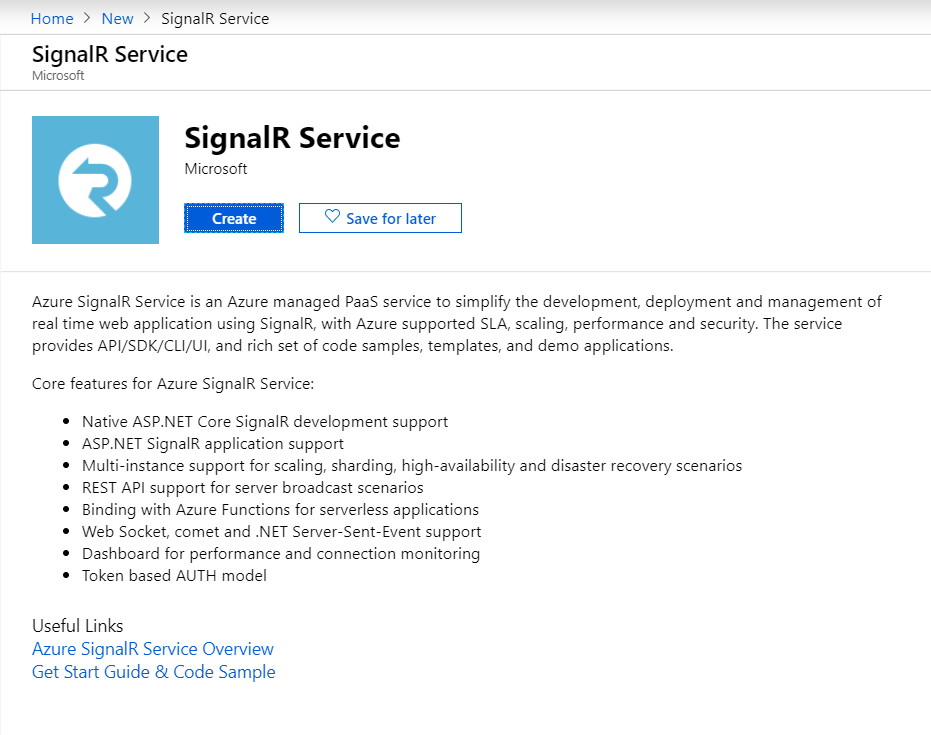 Home > New > SignalR Service
SignalR Service
Microsoft
SignalR Service
Microsoft
Create
Save for later
Azure SignalR Service is an Azure managed PaaS service to simplify the development, deployment and management of
real time web application using SignalR, with Azure supported SLA, scaling, performance and security. The service
provides API/SDK/CLI/UI, and rich set of code samples, templates, and demo applications.
Core features for Azure SignalR Service:
• Native ASP.NET Core SignalR development support
• ASP.NET SignalR application support
• Multi-instance support for scaling, sharding, high-availability and disaster recovery scenarios
• REST API support for server broadcast scenarios
• Binding with Azure Functions for serverless applications
• Web Socket, comet and .NET Server-Sent-Event support
• Dashboard for performance and connection monitoring
• Token based AUTH model
Useful Links
Azure SignalR Service Overview
Get Start Guide & Code Sample